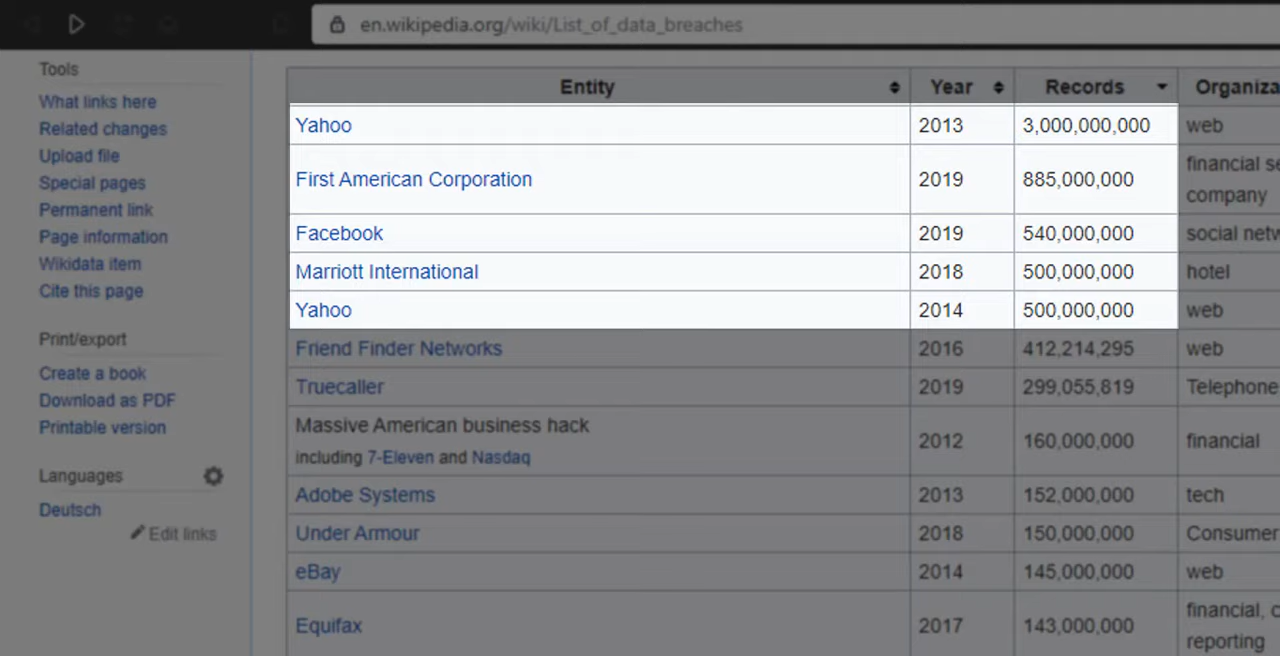 en.wikipedia.org/wiki/List_of_data_breaches
Tools
What links here
Related changes
Upload file
Special pages
Permanent link
Page information
Wikidata item
Cite this page
Print/export
Create a book
Download as PDF
Printable version
Languages
Deutsch
Edit links
Entity Year Records Organiza
Yahoo 2013 3,000,000,000 web
First American Corporation 2019 885,000,000 financial se
company
Facebook 2019 540,000,000 social netw
Marriott International 2018 500,000,000 hotel
Yahoo 2014 500,000,000 web
Friend Finder Networks 2016 412,214,295 web
Truecaller 2019 299,055,819 Telephone
Massive American business hack
including 7-Eleven and Nasdaq 2012 160,000,000 financial
Adobe Systems 2013 152,000,000 tech
Under Armour 2018 150,000,000 Consumer
eBay 2014 145,000,000 web
Equifax 2017 143,000,000 financial, c
reporting